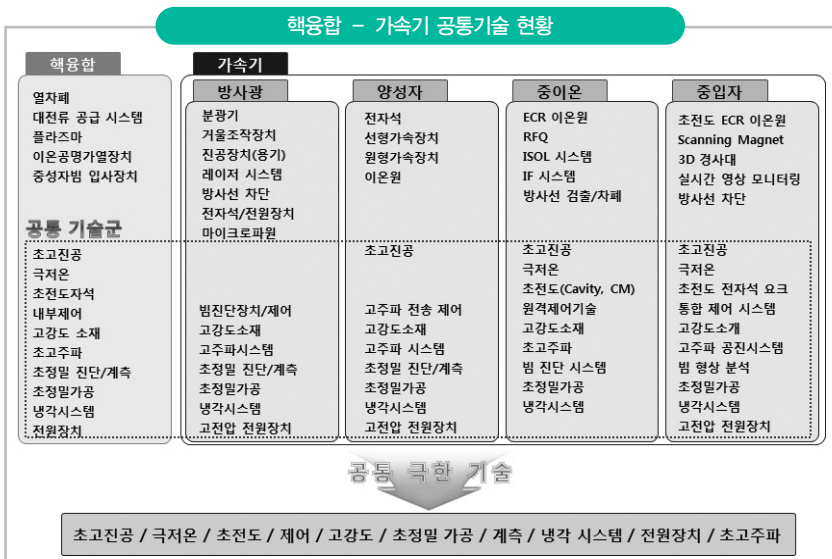 핵융합 - 가속기 공통기술 현황
핵융합
열차폐
대전류 공급 시스템
플라즈마
이온공명가열장치
중성자빔 입사장치
공통 기술군
초고진공
극저온
초전도자석
내부제어
고강도 소재
초고주파
초정밀 진단/계측
초정밀가공
냉각시스템
전원장치
가속기
방사광
분광기
거울조작장치
진공장치(용기)
레이저 시스템
방사선 차단
전자석/전원장치
마이크로파원
빔진단장치/제어
고강도소재
고주파시스템
초정밀 진단/계측
초정밀가공
냉각시스템
고전압 전원장치
양성자
전자석
선형가속장치
원형가속장치
이온원
초고진공
고주파 전송 제어
고강도소재
고주파 시스템
초정밀 진단/계측
초정밀가공
냉각시스템
고전압 전원장치
중이온
ECR 이온원
RFQ
ISOL 시스템
IF 시스템
방사선 검출/차폐
초고진공
극저온
초전도(Cavity, CM)
원격제어기술
고강도소재
초고주파
빔 진단 시스템
초정밀가공
냉각시스템
중입자
초전도 ECR 이온원
Scanning Magnet
3D 경사대
실시간 영상 모니터링
방사선 차단
초고진공
극저온
초전도 전자석 요크
통합 제어 시스템
고강도소개
고주파 공진시스템
빔 형상 분석
초정밀가공
냉각시스템
고전압 전원장치
공통 극한 기술
초고진공 / 극저온 / 초전도 / 제어 / 고강도 / 초정밀 가공 / 계측 / 냉각 시스템 / 전원장치 / 초고주파